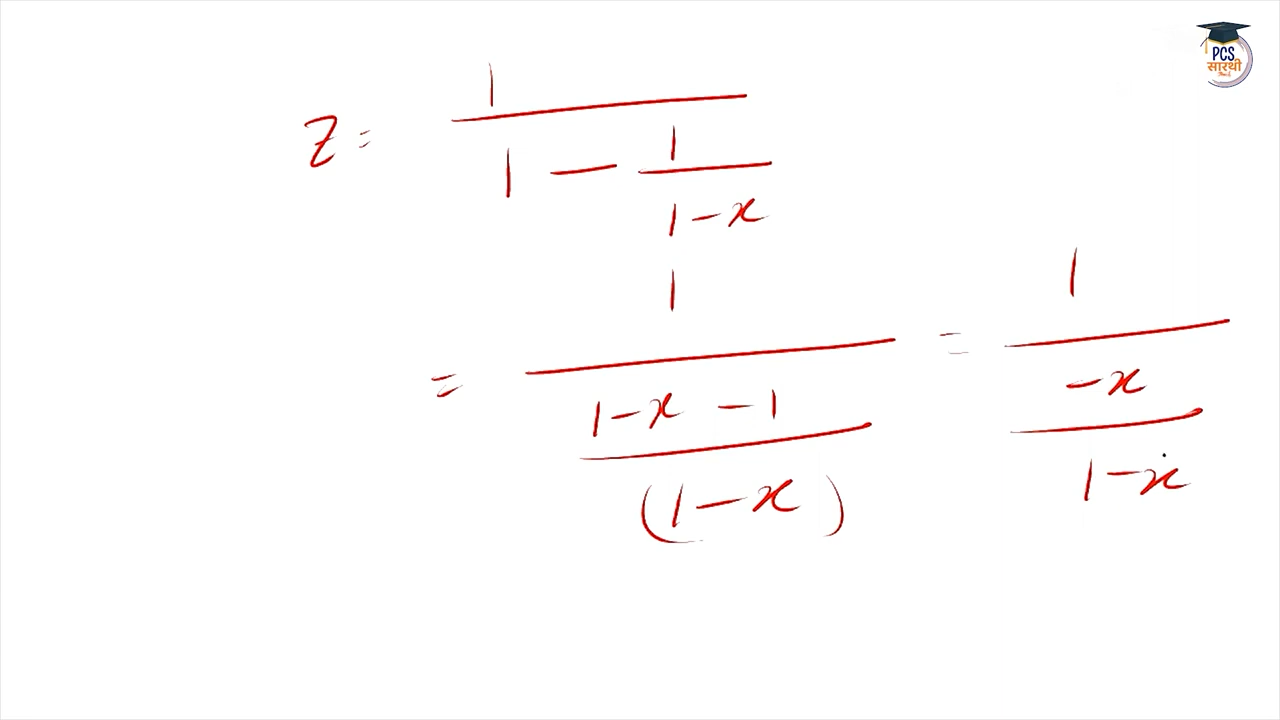 PCS
सारथी
z = 1 / (1 - 1/(1-x))
= 1 / ((1-x -1)/(1-x)) = 1 / (-x/(1-x))